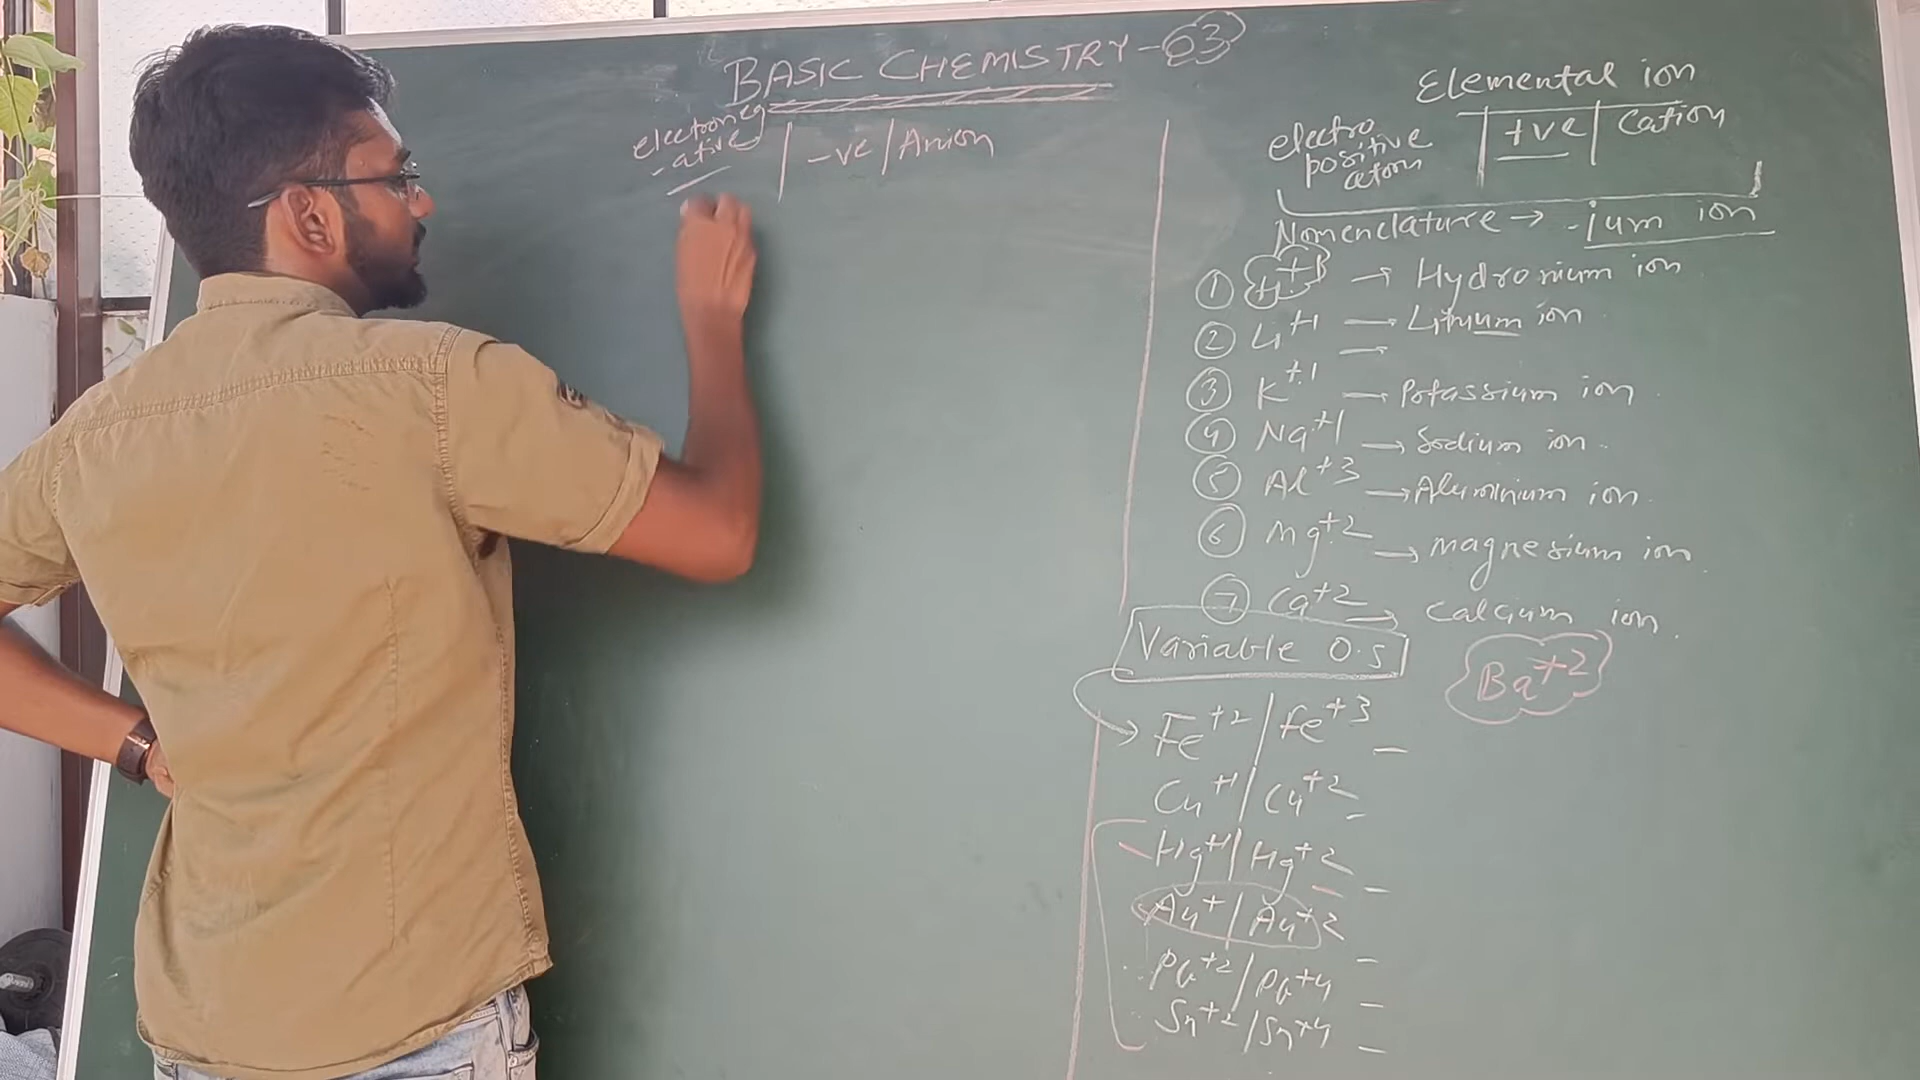 BASIC CHEMISTRY - 03
electroneg
-ative | -ve | Anion
Elemental ion
electro
positive
atom | +ve | Cation
Nomenclature → -ium ion
① H+1 → Hydronium ion
② Li+1 — Lithium ion
③ K+1 — Potassium ion
④ Na+1 → Sodium ion.
⑤ Al+3 → Aluminium ion.
⑥ Mg+2 → magnesium ion
⑦ Ca+2 → Calcium ion.
Variable O.S
Ba+2
Fe+2 / Fe+3 —
Cu+1 / Cu+2 —
Hg+1 / Hg+2 —
Au+ / Au+2 —
Pb+2 / Pb+4 —
Sn+2 / Sn+4 —